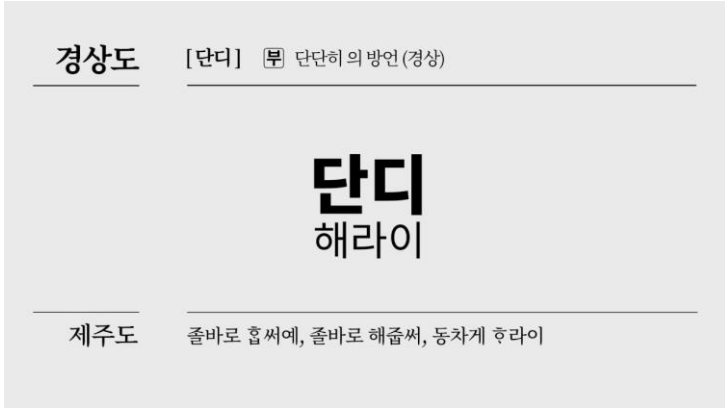 경상도 [단디] 부 단단히 의 방언 (경상)
단디
해라이
제주도 졸바로 ᄒᆞᆸ써예, 졸바로 해줍써, 동차게 ᄒᆞ라이